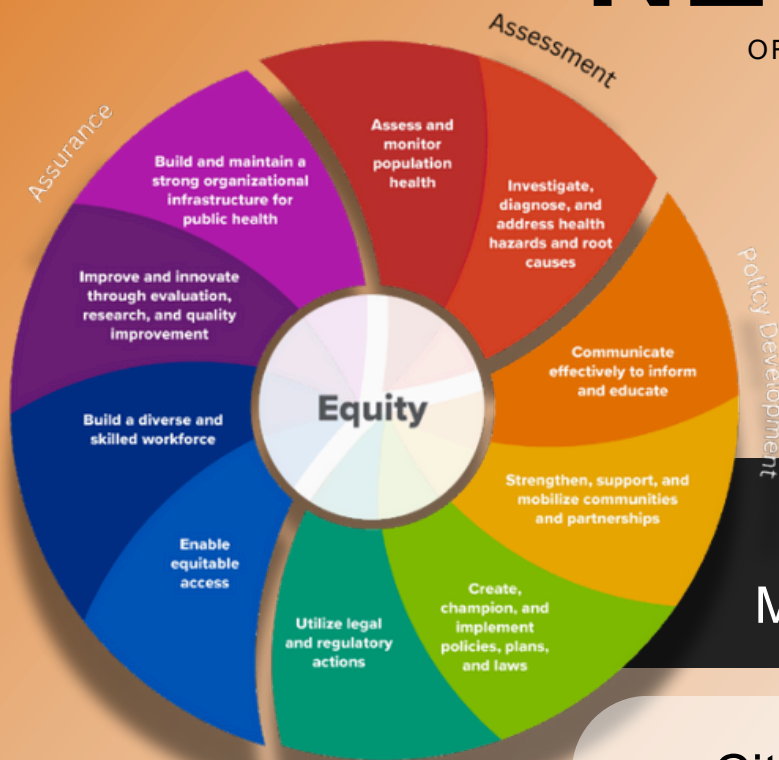 OF
Assessment
Assurance
Policy Development
Assess and
monitor
population
health
Investigate,
diagnose, and
address health
hazards and root
causes
Communicate
effectively to inform
and educate
Strengthen, support, and
mobilize communities
and partnerships
Create,
champion, and
implement
policies, plans,
and laws
Utilize legal
and regulatory
actions
Enable
equitable
access
Build a diverse and
skilled workforce
Improve and innovate
through evaluation,
research, and quality
improvement
Build and maintain a
strong organizational
infrastructure for
public health
Equity
M